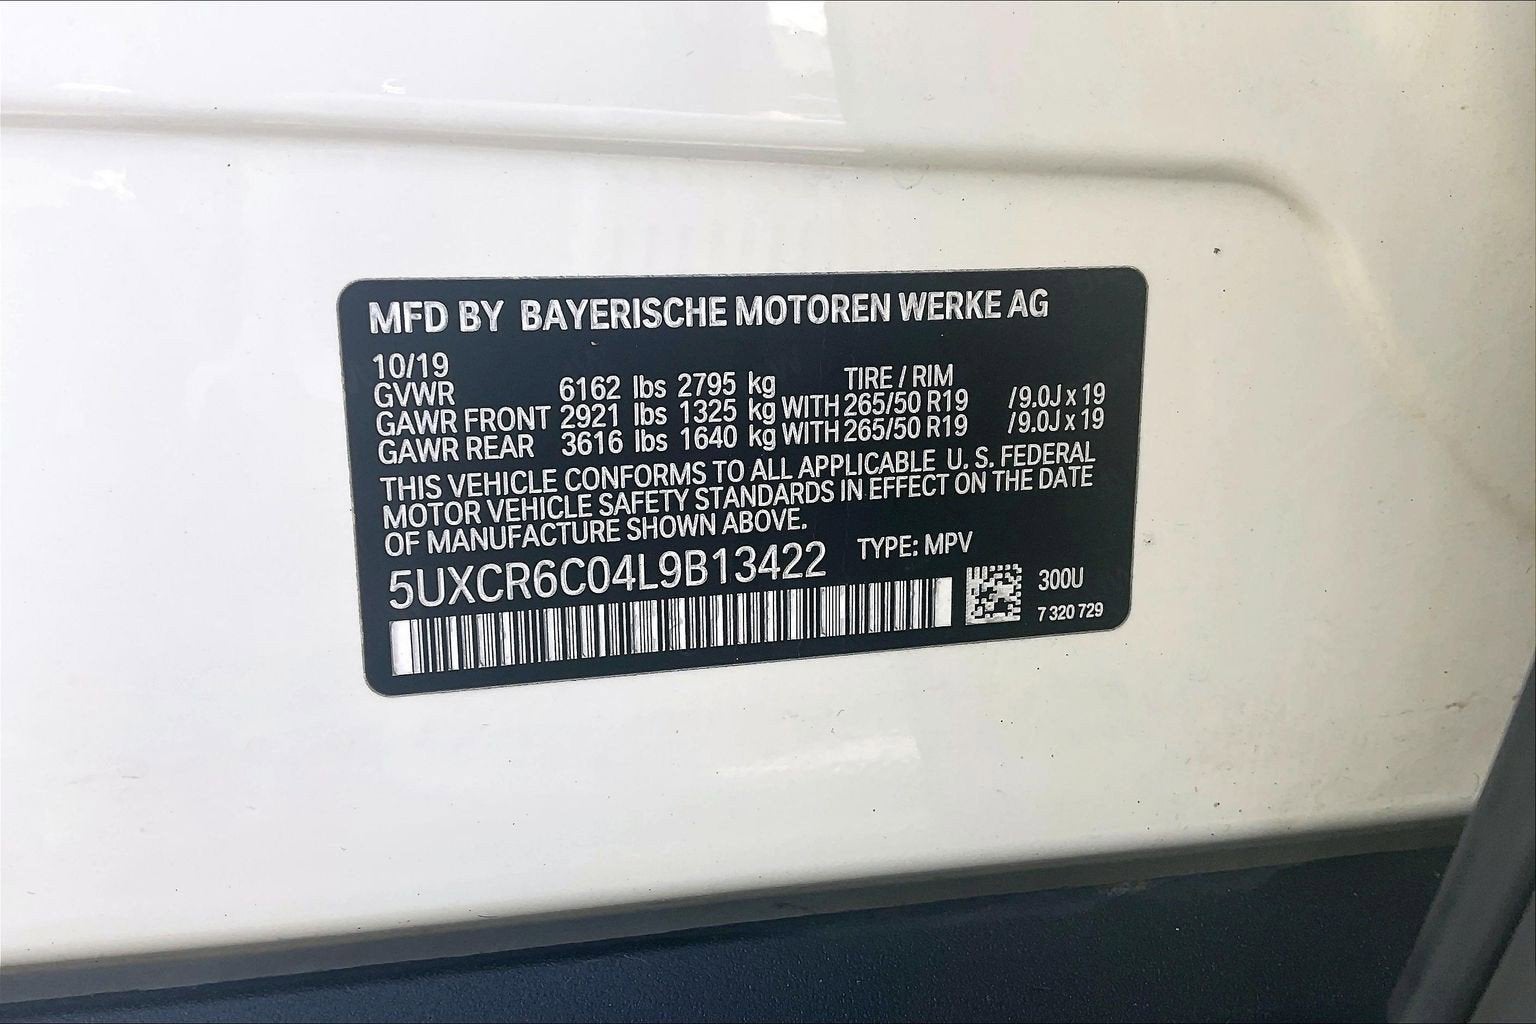 MFD BY BAYERISCHE MOTOREN WERKE AG
10/19
GVWR 6162 lbs 2795 kg TIRE / RIM
GAWR FRONT 2921 lbs 1325 kg WITH 265/50 R19 /9.0J x 19
GAWR REAR 3616 lbs 1640 kg WITH 265/50 R19 /9.0J x 19
THIS VEHICLE CONFORMS TO ALL APPLICABLE U. S. FEDERAL
MOTOR VEHICLE SAFETY STANDARDS IN EFFECT ON THE DATE
OF MANUFACTURE SHOWN ABOVE.
5UXCR6C04L9B13422 TYPE: MPV
300U
7 320 729